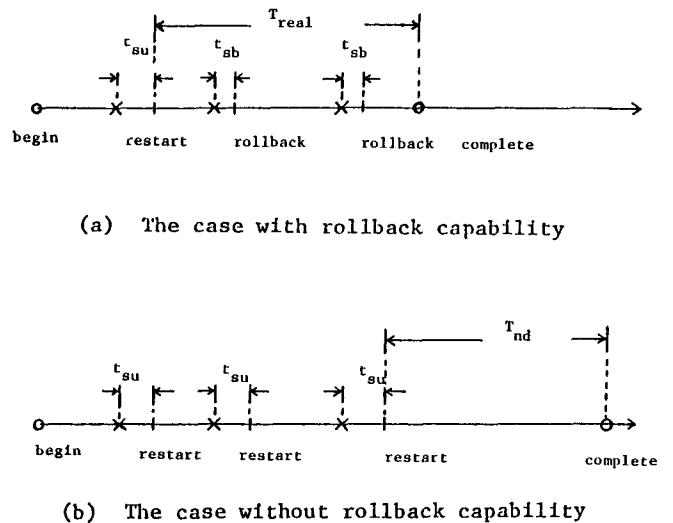 T_real
t_su t_sb t_sb
begin restart rollback rollback complete
(a) The case with rollback capability
T_nd
t_su t_su t_su
begin restart restart restart complete
(b) The case without rollback capability